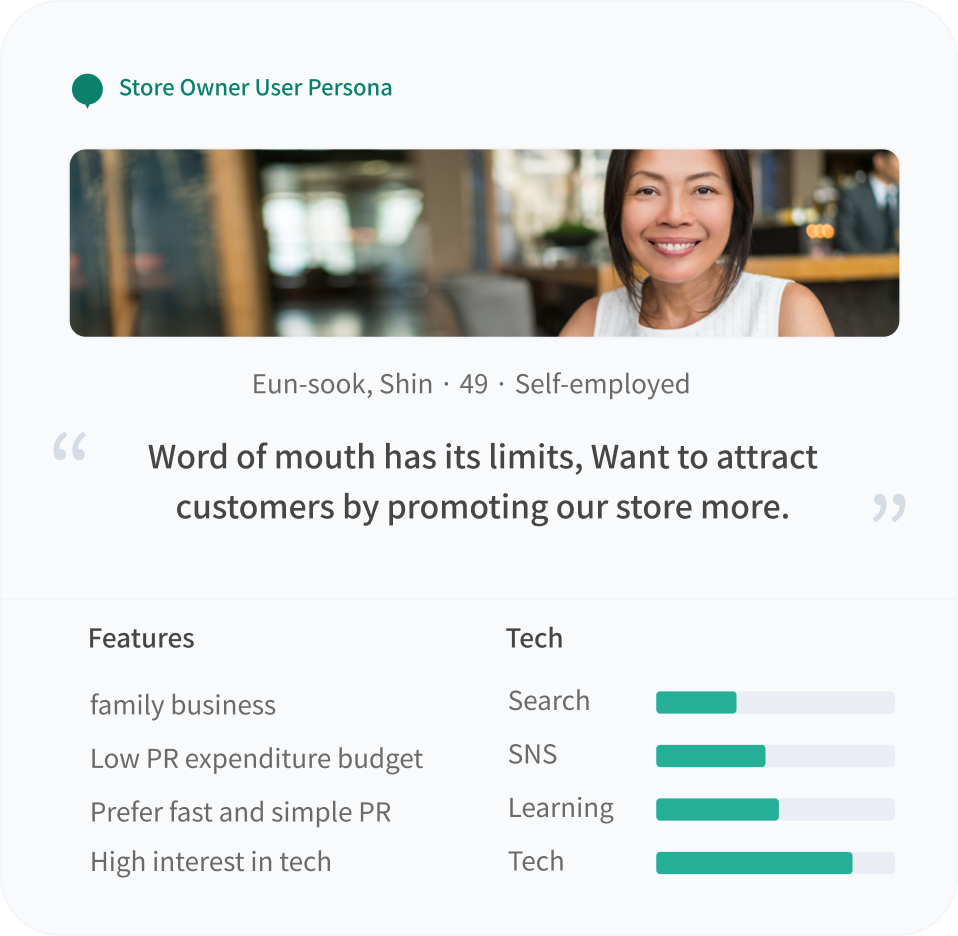 Store Owner User Persona
Eun-sook, Shin · 49 · Self-employed
“ Word of mouth has its limits, Want to attract
customers by promoting our store more. ”
Features
family business
Low PR expenditure budget
Prefer fast and simple PR
High interest in tech
Tech
Search
SNS
Learning
Tech